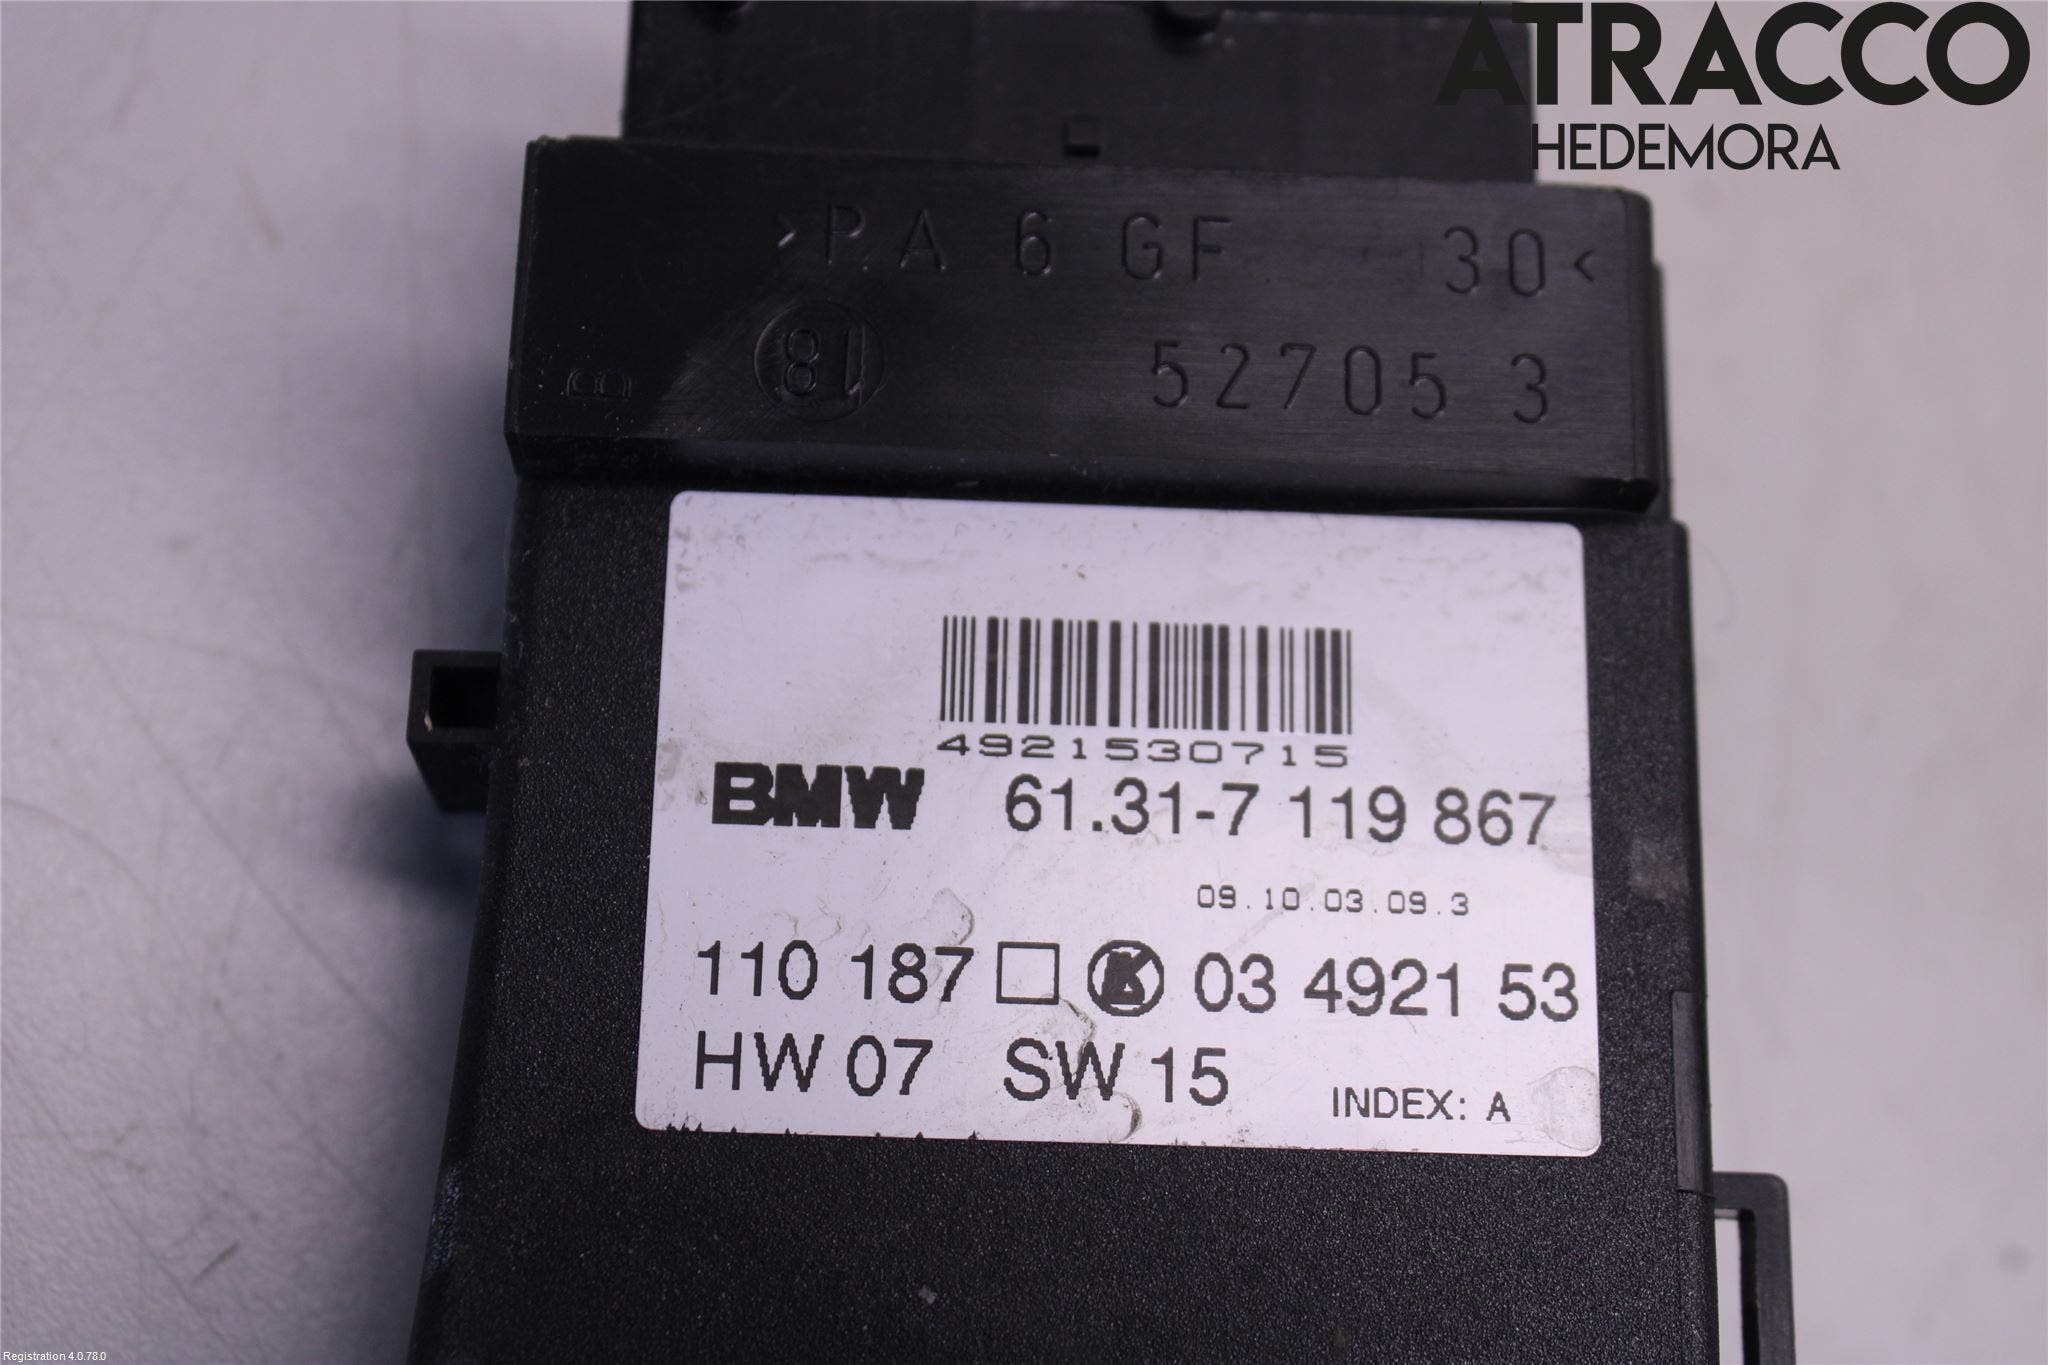 ATRACCO
HEDEMORA
>P.A 6 GF 30<
B 81 52705 3
4921530715
BMW 61.31-7 119 867
09.10.03.09.3
110 187 K 03 4921 53
HW 07 SW 15 INDEX: A
Registration 4.0.78.0